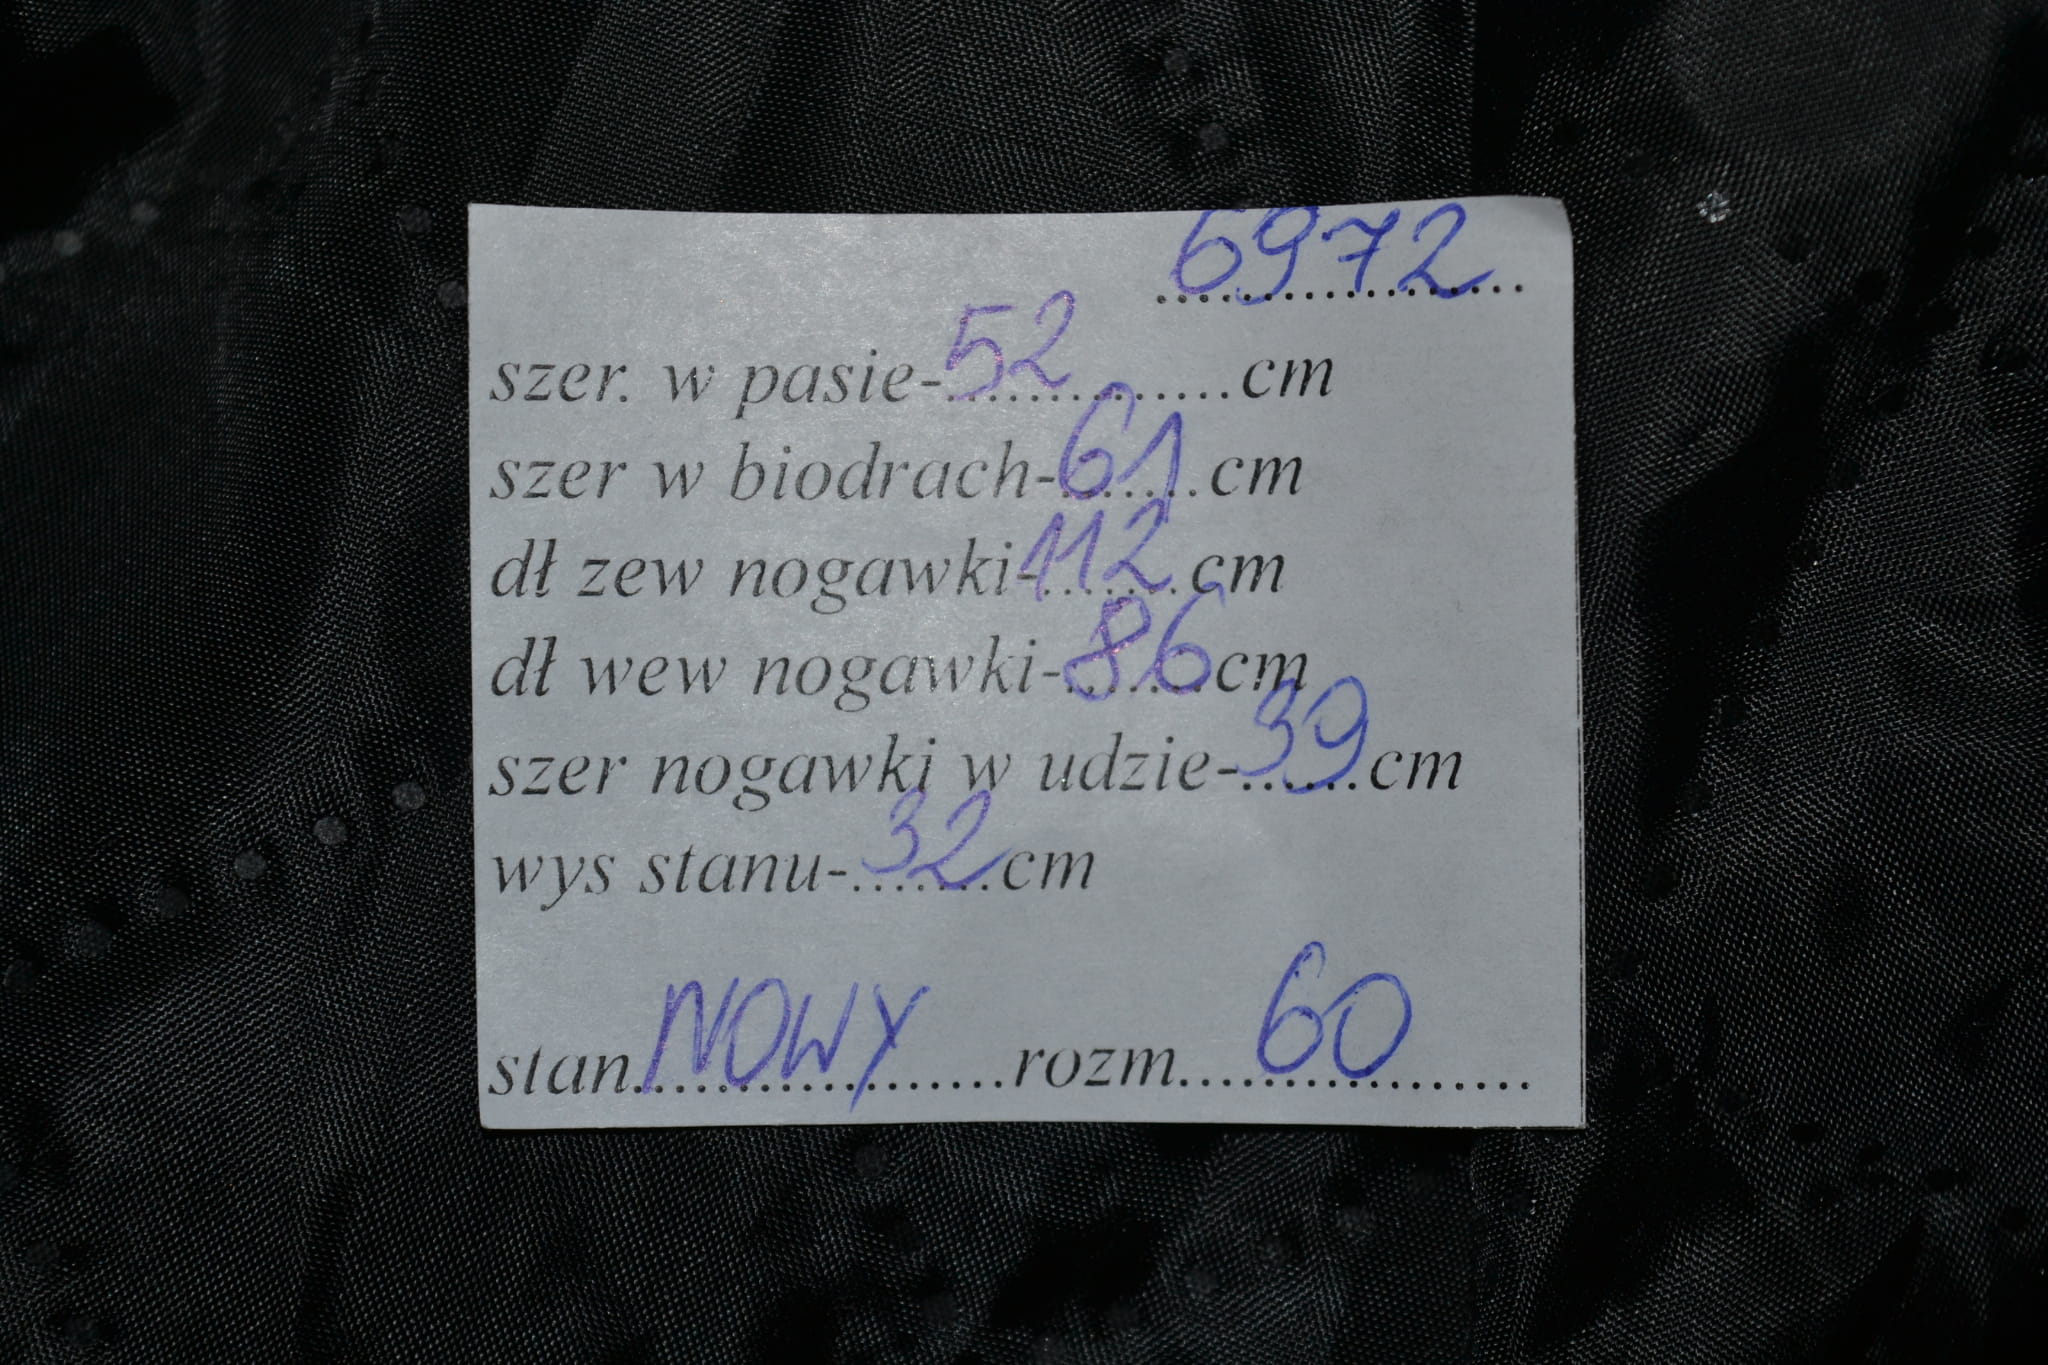 6972
szer. w pasie-52..............cm
szer w biodrach-61.......cm
dł zew nogawki-112.......cm
dł wew nogawki-86.......cm
szer nogawki w udzie-39......cm
wys stanu-32.......cm
stan NOWY...................rozm. 60.................